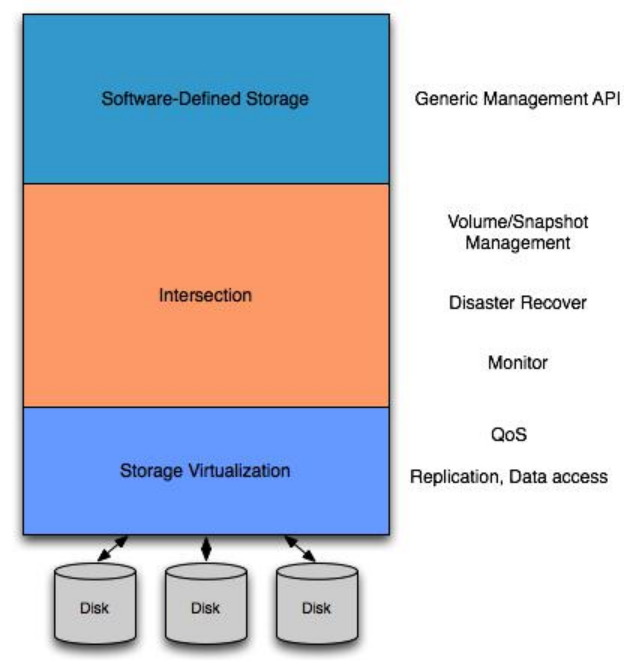 Software-Defined Storage
Generic Management API
Volume/Snapshot
Management
Intersection
Disaster Recover
Monitor
QoS
Storage Virtualization
Replication, Data access
Disk
Disk
Disk